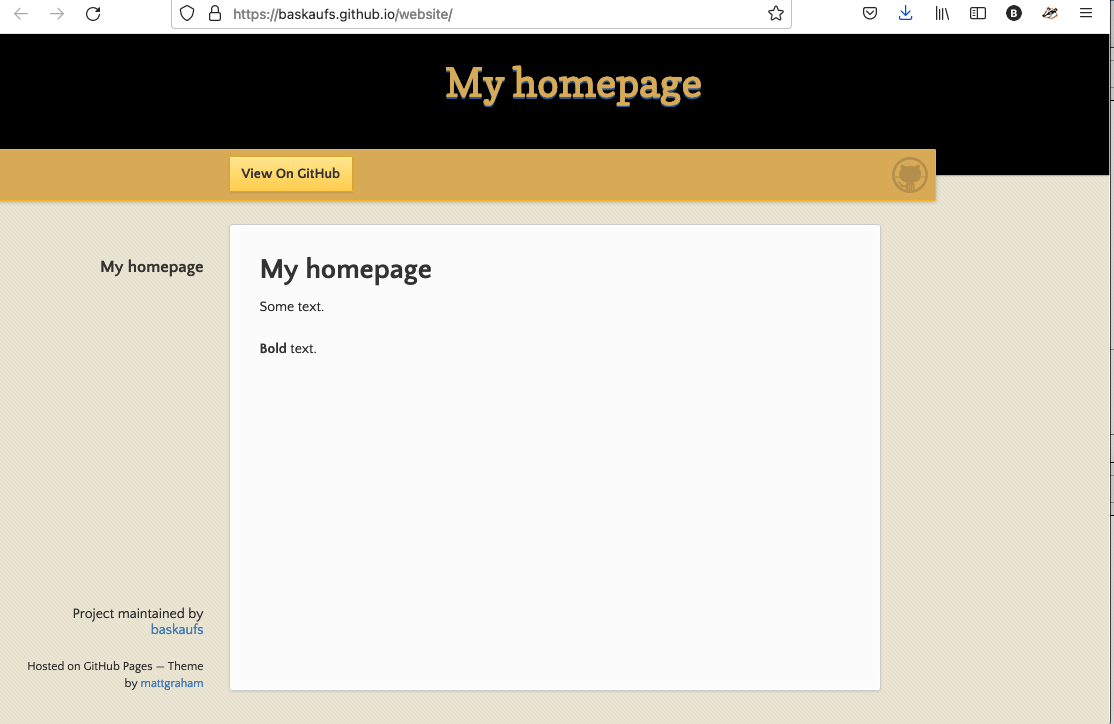 https://baskaufs.github.io/website/
B
My homepage
View On GitHub
My homepage
My homepage
Some text.
Bold text.
Project maintained by
baskaufs
Hosted on GitHub Pages — Theme
by mattgraham